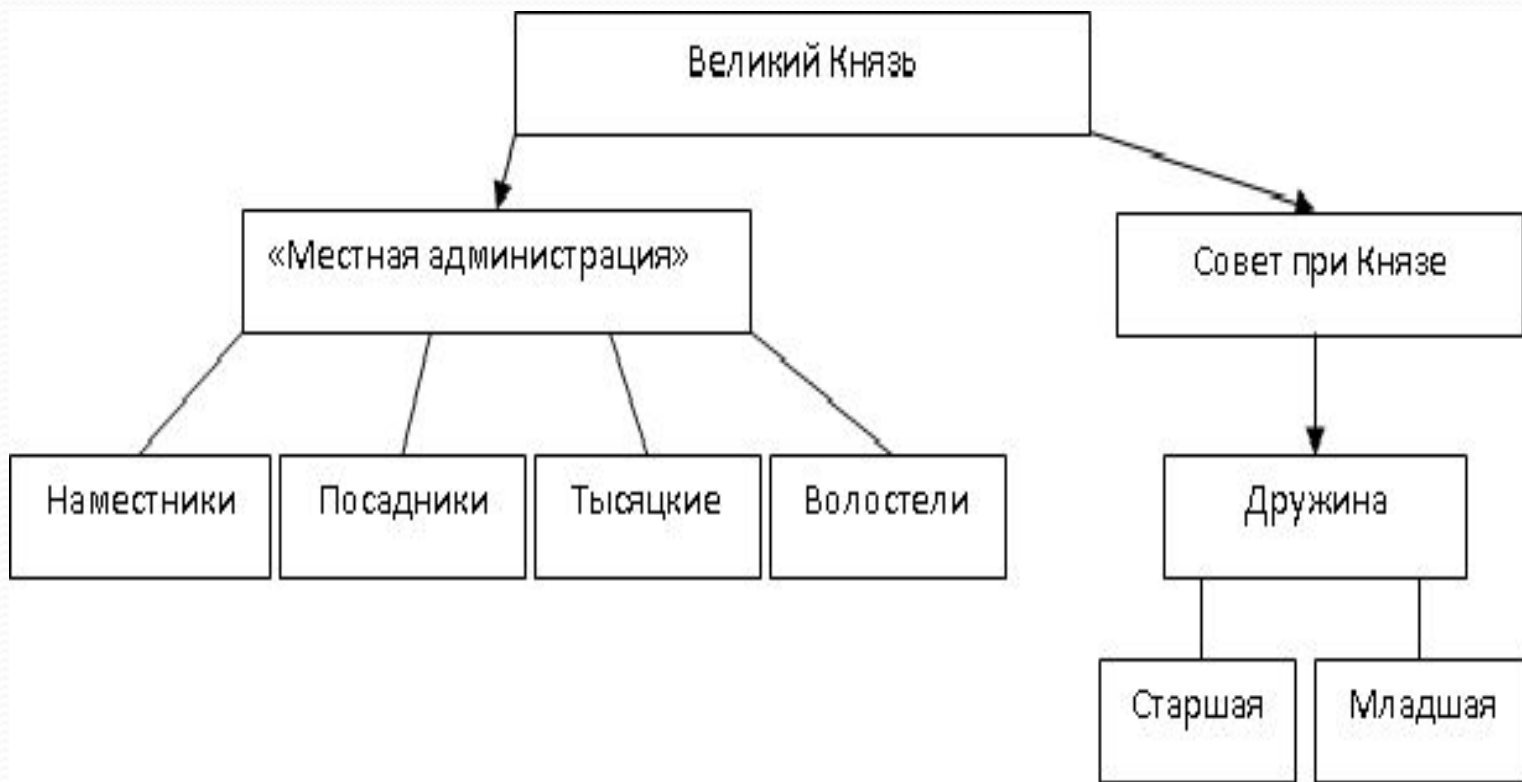 Великий Князь
«Местная администрация»
Совет при Князе
Наместники
Посадники
Тысяцкие
Волостели
Дружина
Старшая
Младшая